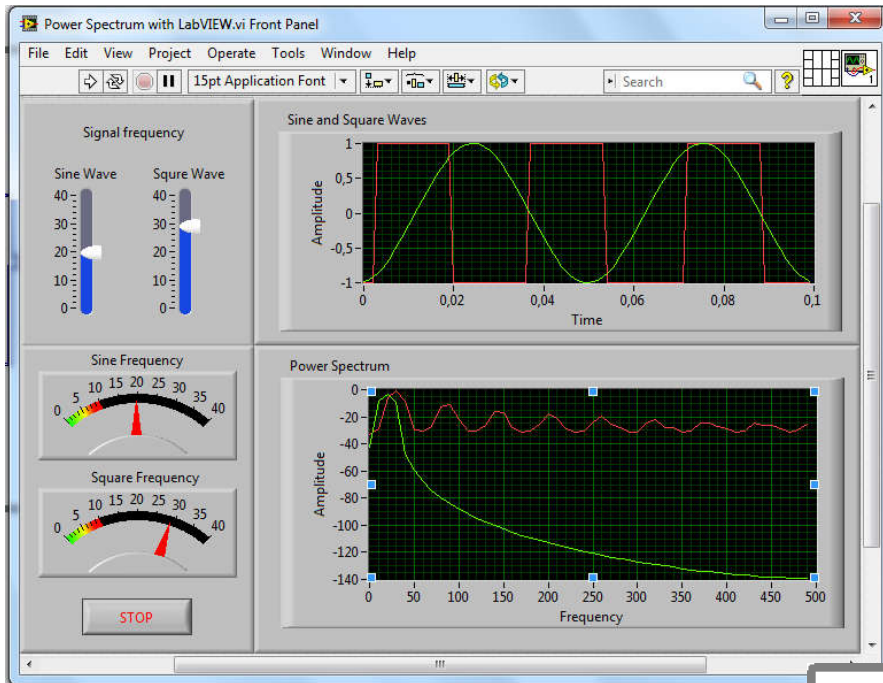 Power Spectrum with LabVIEW.vi Front Panel
File Edit View Project Operate Tools Window Help
15pt Application Font Search ? 1
Signal frequency
Sine Wave Squre Wave
40 40
30 30
20 20
10 10
0 0
Sine and Square Waves
Amplitude
1
0,5
0
-0,5
-1
0 0,02 0,04 0,06 0,08 0,1
Time
Sine Frequency
0 5 10 15 20 25 30 35 40
Square Frequency
0 5 10 15 20 25 30 35 40
STOP
Power Spectrum
Amplitude
0
-20
-40
-60
-80
-100
-120
-140
0 50 100 150 200 250 300 350 400 450 500
Frequency